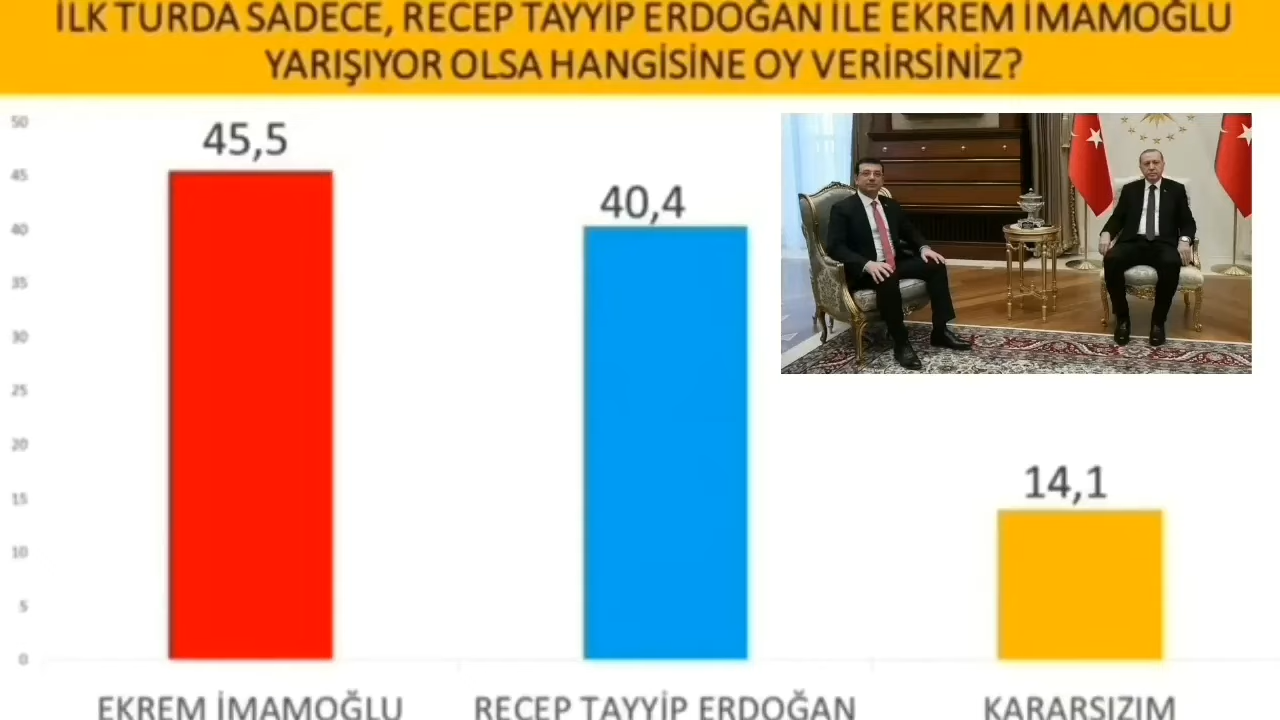 İLK TURDA SADECE, RECEP TAYYİP ERDOĞAN İLE EKREM İMAMOĞLU
YARIŞIYOR OLSA HANGİSİNE OY VERİRSİNİZ?
50
45
40
35
30
25
20
15
10
5
0
45,5
40,4
14,1
EKREM İMAMOĞLU
RECEP TAYYİP ERDOĞAN
KARARSIZIM